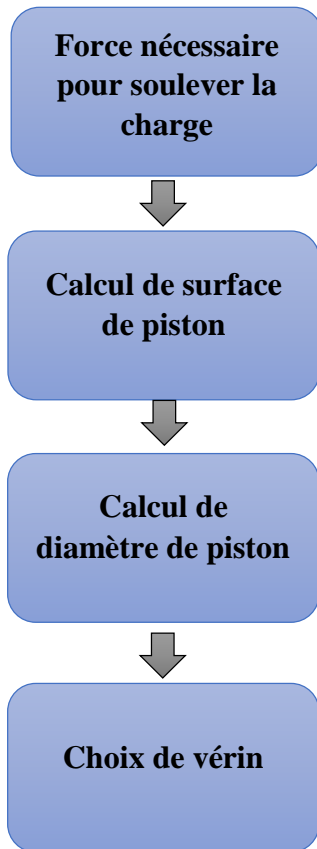 Force nécessaire
pour soulever la
charge
Calcul de surface
de piston
Calcul de
diamètre de piston
Choix de vérin